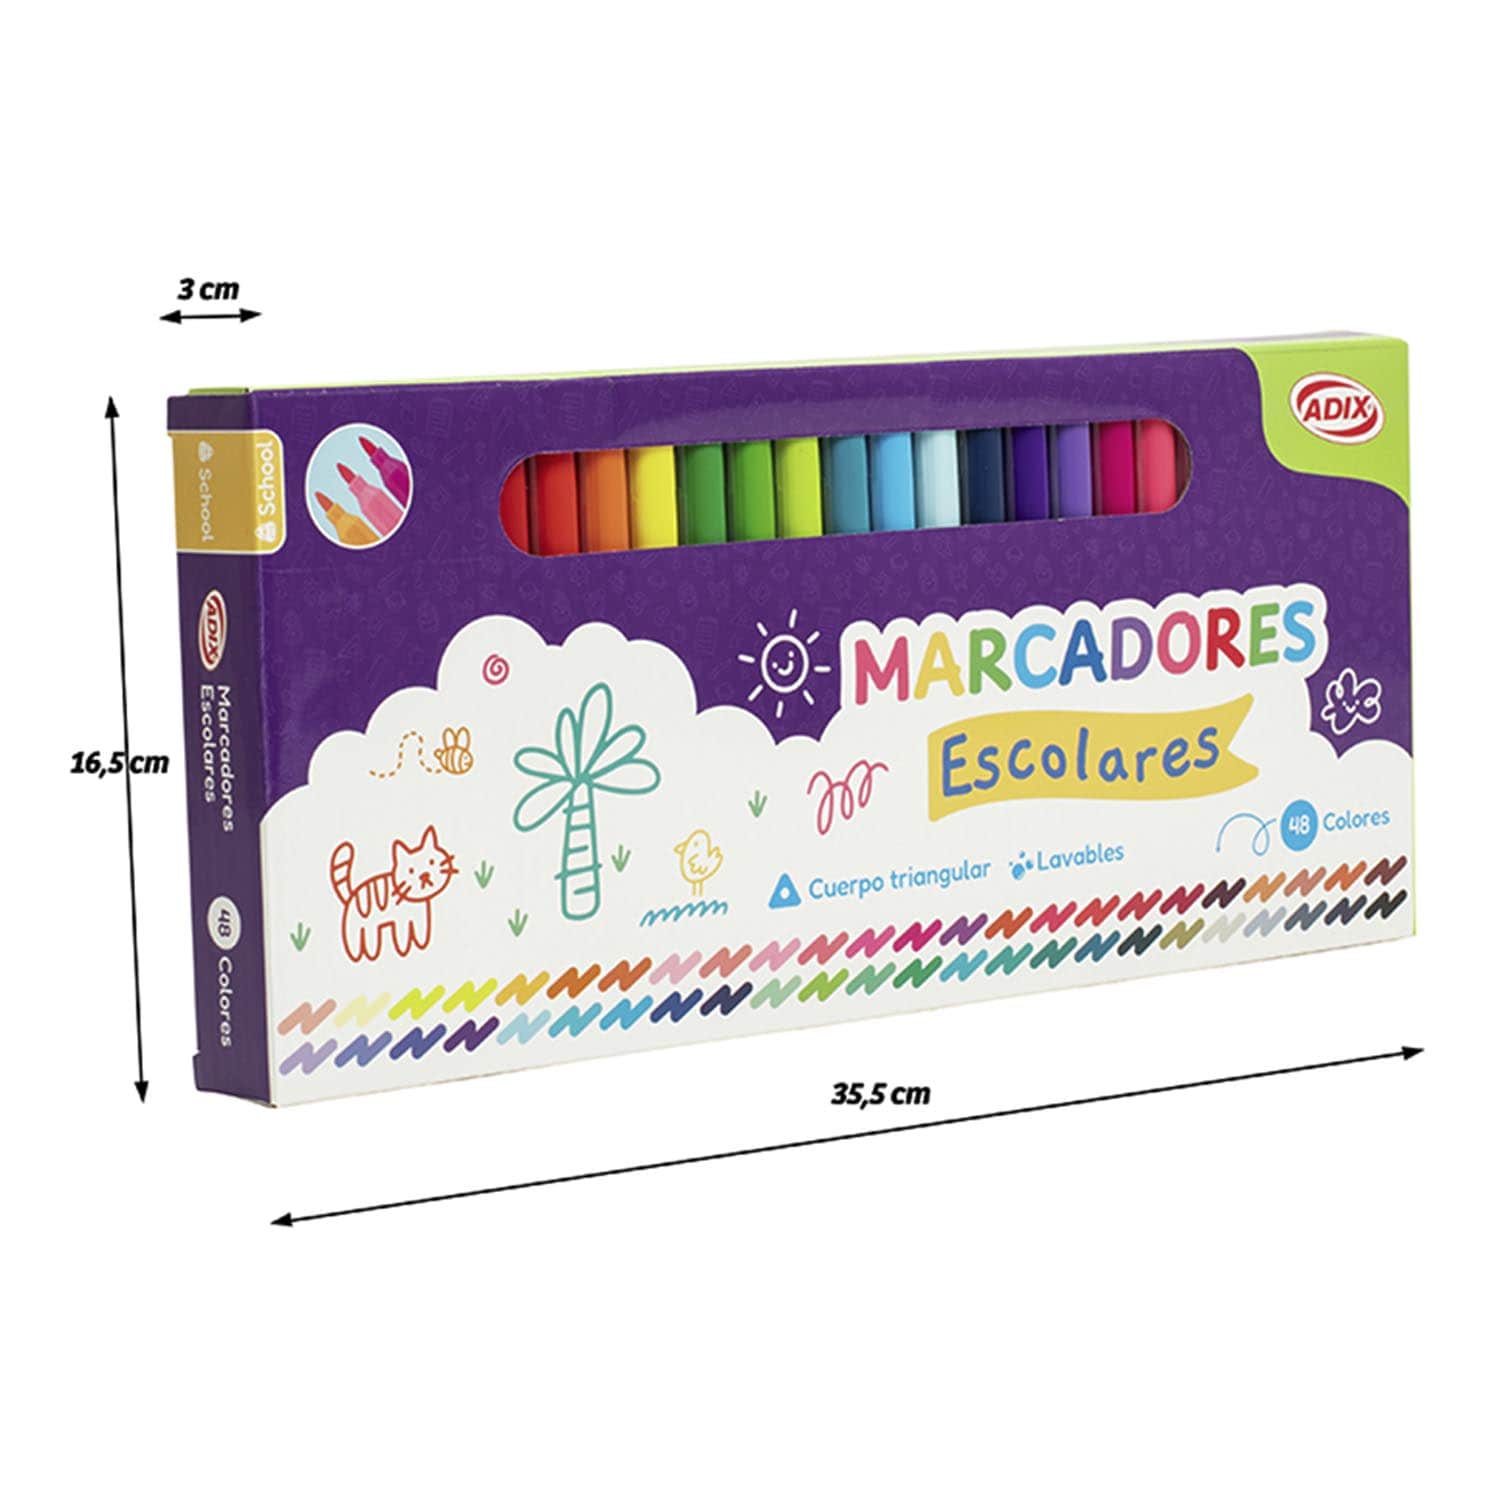 3 cm
16,5 cm
35,5 cm
School
School
ADIX
Marcadores
Escolares
48 Colores
ADIX
MARCADORES
Escolares
48 Colores
Cuerpo triangular
Lavables